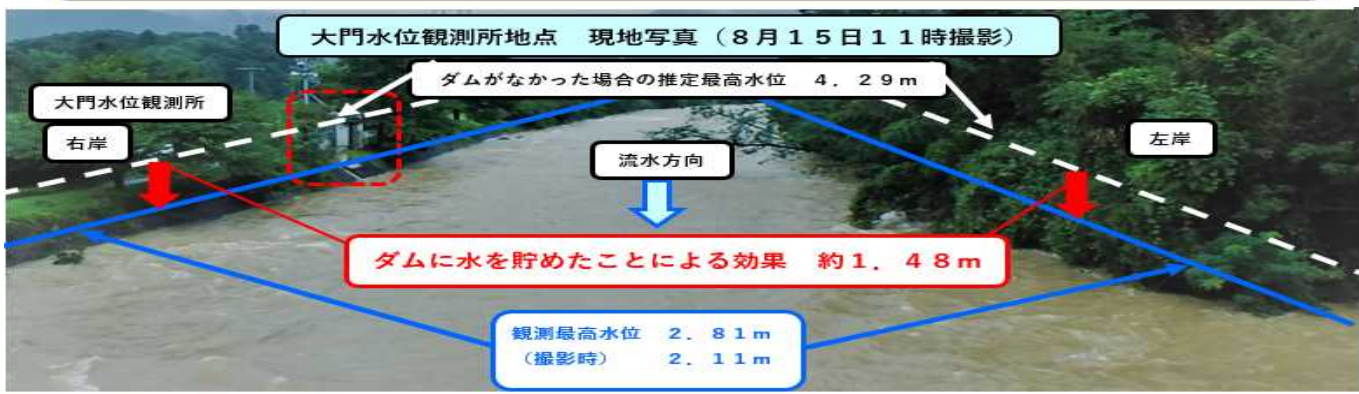 大門水位観測所地点 現地写真（８月１５日１１時撮影）
ダムがなかった場合の推定最高水位 ４．２９ｍ
大門水位観測所
右岸
左岸
流水方向
ダムに水を貯めたことによる効果 約１．４８ｍ
観測最高水位 ２．８１ｍ
（撮影時） ２．１１ｍ